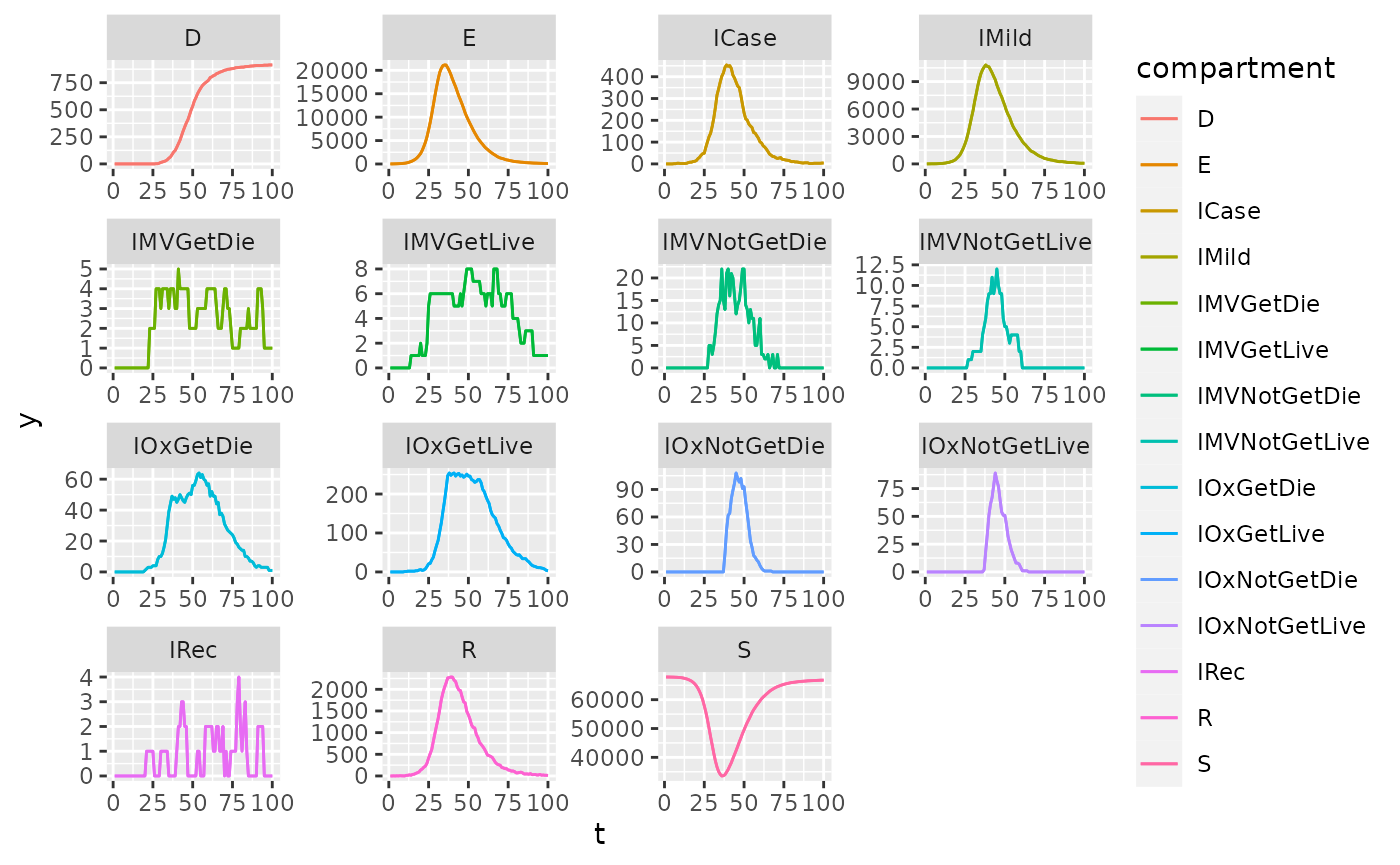 D E ICase IMild
750 500 250 0
20000 15000 10000 5000 0
400 300 200 100 0
9000 6000 3000 0
0 25 50 75 100 0 25 50 75 100 0 25 50 75 100 0 25 50 75 100
IMVGetDie IMVGetLive IMVNotGetDie IMVNotGetLive
5 4 3 2 1 0
8 6 4 2 0
20 15 10 5 0
12.5 10.0 7.5 5.0 2.5 0.0
0 25 50 75 100 0 25 50 75 100 0 25 50 75 100 0 25 50 75 100
IOxGetDie IOxGetLive IOxNotGetDie IOxNotGetLive
60 40 20 0
200 100 0
90 60 30 0
75 50 25 0
0 25 50 75 100 0 25 50 75 100 0 25 50 75 100 0 25 50 75 100
IRec R S
4 3 2 1 0
2000 1500 1000 500 0
60000 50000 40000
0 25 50 75 100 0 25 50 75 100 0 25 50 75 100
y
t
compartment
D
E
ICase
IMild
IMVGetDie
IMVGetLive
IMVNotGetDie
IMVNotGetLive
IOxGetDie
IOxGetLive
IOxNotGetDie
IOxNotGetLive
IRec
R
S